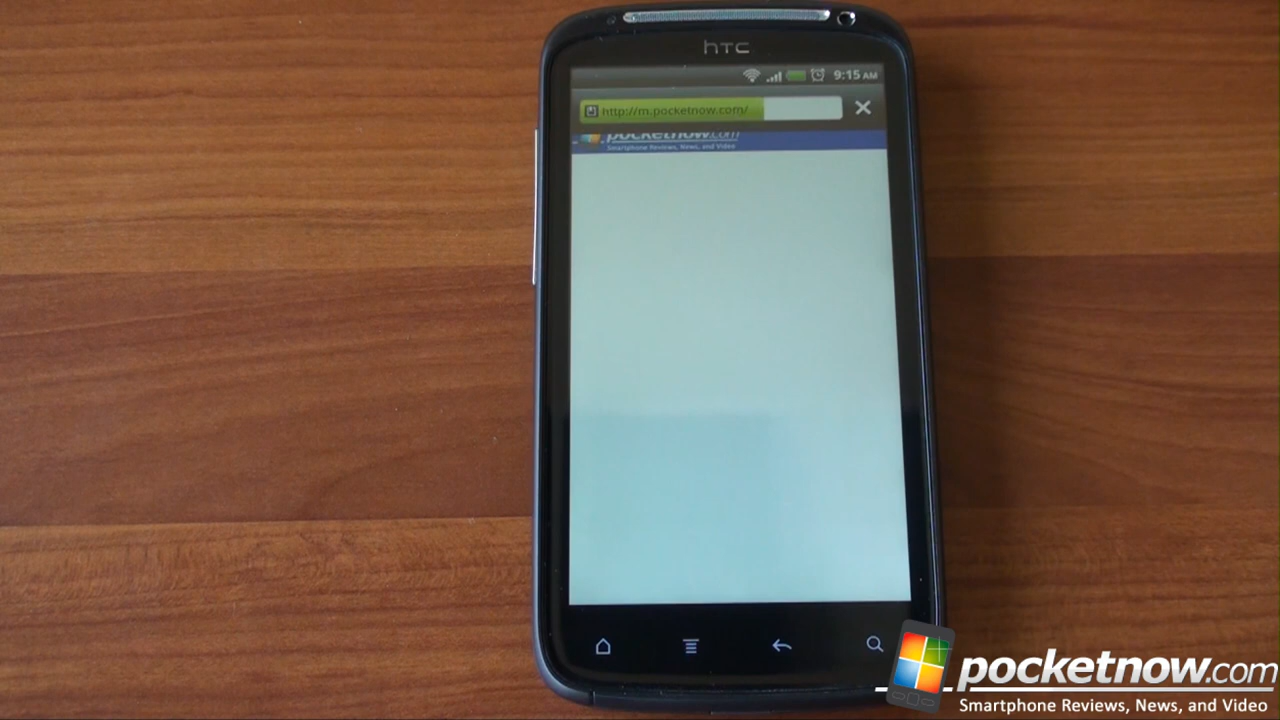 hTC
9:15 AM
http://m.pocketnow.com/
pocketnow.com
Smartphone Reviews, News, and Video
pocketnow.com
Smartphone Reviews, News, and Video